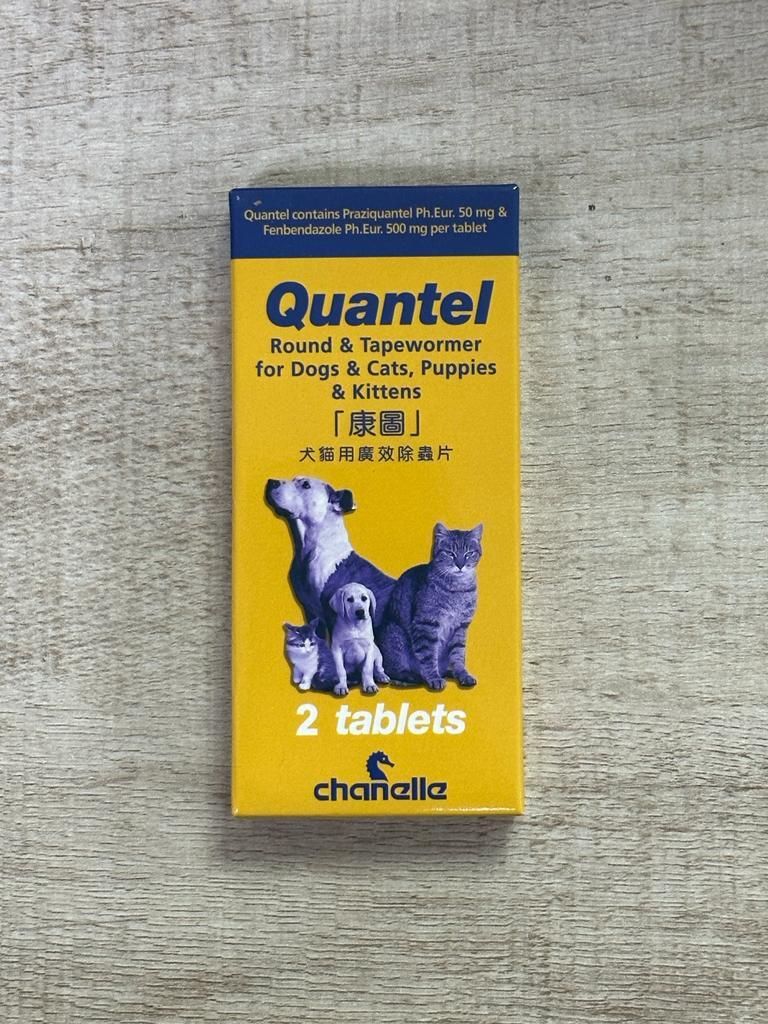 Quantel contains Praziquantel Ph.Eur. 50 mg &
Fenbendazole Ph.Eur. 500 mg per tablet
Quantel
Round & Tapewormer
for Dogs & Cats, Puppies
& Kittens
「康圖」
犬貓用廣效除蟲片
2 tablets
chanelle